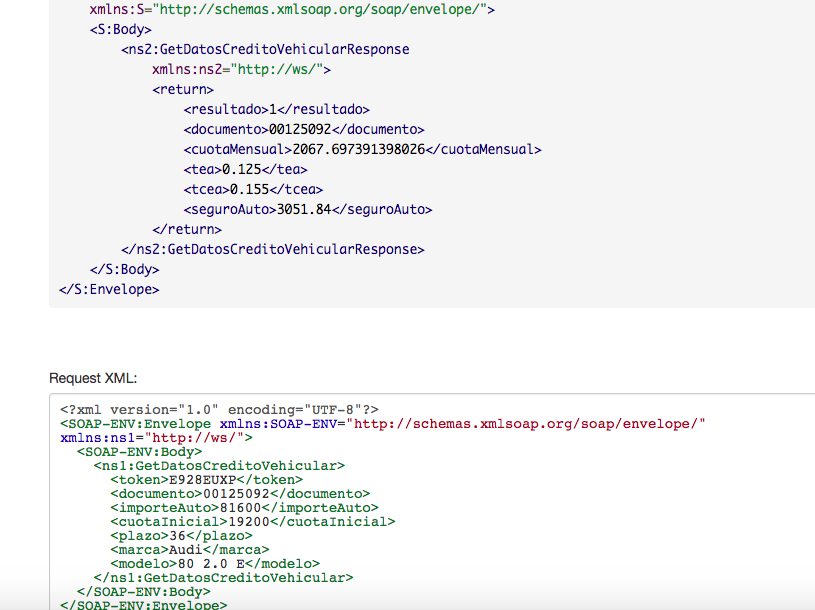 xmlns:S="http://schemas.xmlsoap.org/soap/envelope/">
<S:Body>
<ns2:GetDatosCreditoVehicularResponse
xmlns:ns2="http://ws/">
<return>
<resultado>1</resultado>
<documento>00125092</documento>
<cuotaMensual>2067.697391398026</cuotaMensual>
<tea>0.125</tea>
<tcea>0.155</tcea>
<seguroAuto>3051.84</seguroAuto>
</return>
</ns2:GetDatosCreditoVehicularResponse>
</S:Body>
</S:Envelope>
Request XML:
<?xml version="1.0" encoding="UTF-8"?>
<SOAP-ENV:Envelope xmlns:SOAP-ENV="http://schemas.xmlsoap.org/soap/envelope/"
xmlns:ns1="http://ws/">
<SOAP-ENV:Body>
<ns1:GetDatosCreditoVehicular>
<token>E928EUXP</token>
<documento>00125092</documento>
<importeAuto>81600</importeAuto>
<cuotaInicial>19200</cuotaInicial>
<plazo>36</plazo>
<marca>Audi</marca>
<modelo>80 2.0 E</modelo>
</ns1:GetDatosCreditoVehicular>
</SOAP-ENV:Body>
</SOAP-ENV:Envelope>